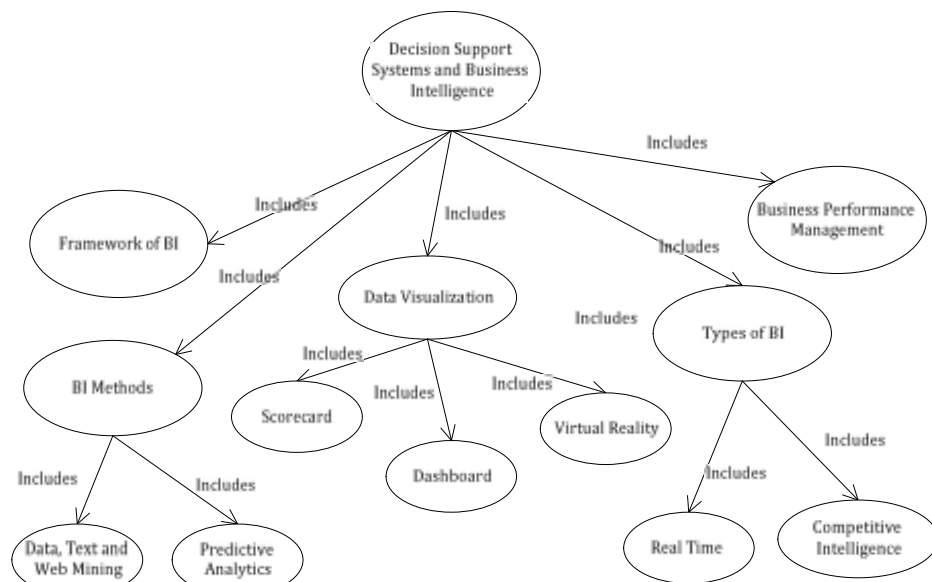 Decision Support
Systems and Business
Intelligence
Includes
Includes
Includes
Business Performance
Management
Framework of BI
Includes
Includes
Data Visualization
Includes
Types of BI
Includes
Includes
Includes
BI Methods
Includes
Scorecard
Virtual Reality
Includes
Includes
Dashboard
Includes
Includes
Data, Text and
Web Mining
Predictive
Analytics
Real Time
Competitive
Intelligence